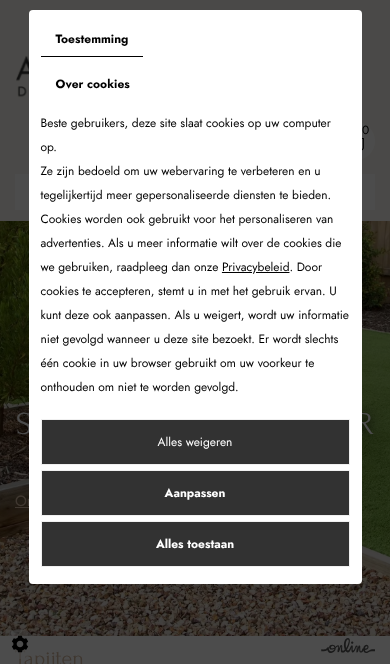 Toestemming
Over cookies
Beste gebruikers, deze site slaat cookies op uw computer
op.
Ze zijn bedoeld om uw webervaring te verbeteren en u
tegelijkertijd meer gepersonaliseerde diensten te bieden.
Cookies worden ook gebruikt voor het personaliseren van
advertenties. Als u meer informatie wilt over de cookies die
we gebruiken, raadpleeg dan onze Privacybeleid. Door
cookies te accepteren, stemt u in met het gebruik ervan. U
kunt deze ook aanpassen. Als u weigert, wordt uw informatie
niet gevolgd wanneer u deze site bezoekt. Er wordt slechts
één cookie in uw browser gebruikt om uw voorkeur te
onthouden om niet te worden gevolgd.
Alles weigeren
Aanpassen
Alles toestaan
online
Tapijten